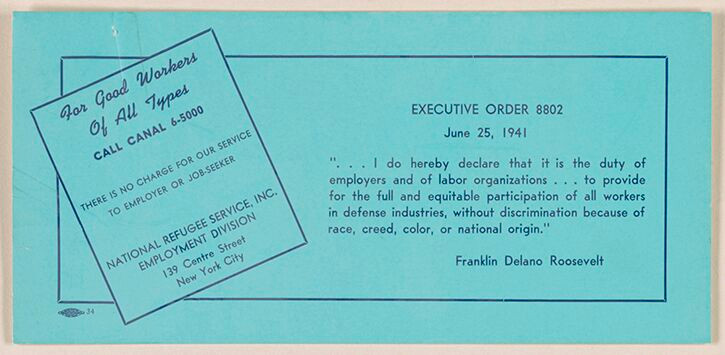 For Good Workers
Of All Types
CALL CANAL 6-5000
THERE IS NO CHARGE FOR OUR SERVICE
TO EMPLOYER OR JOB-SEEKER
NATIONAL REFUGEE SERVICE, INC.
EMPLOYMENT DIVISION
139 Centre Street
New York City
EXECUTIVE ORDER 8802
June 25, 1941
". . . I do hereby declare that it is the duty of
employers and of labor organizations . . . to provide
for the full and equitable participation of all workers
in defense industries, without discrimination because of
race, creed, color, or national origin."
Franklin Delano Roosevelt
34